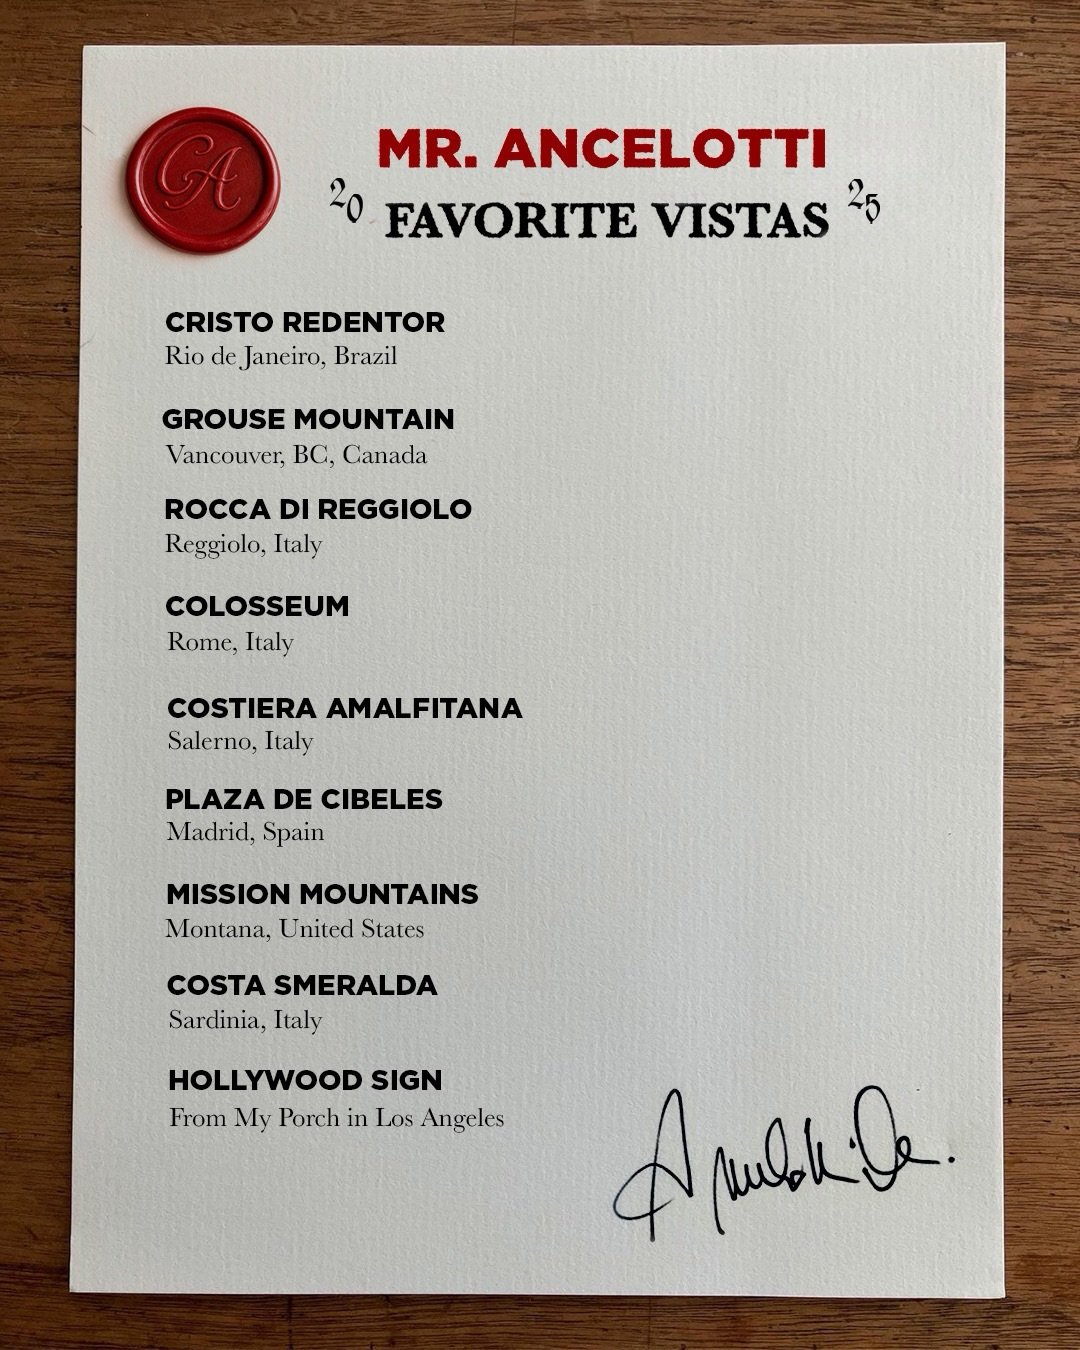 CA
MR. ANCELOTTI
20 FAVORITE VISTAS 25
CRISTO REDENTOR
Rio de Janeiro, Brazil
GROUSE MOUNTAIN
Vancouver, BC, Canada
ROCCA DI REGGIOLO
Reggiolo, Italy
COLOSSEUM
Rome, Italy
COSTIERA AMALFITANA
Salerno, Italy
PLAZA DE CIBELES
Madrid, Spain
MISSION MOUNTAINS
Montana, United States
COSTA SMERALDA
Sardinia, Italy
HOLLYWOOD SIGN
From My Porch in Los Angeles